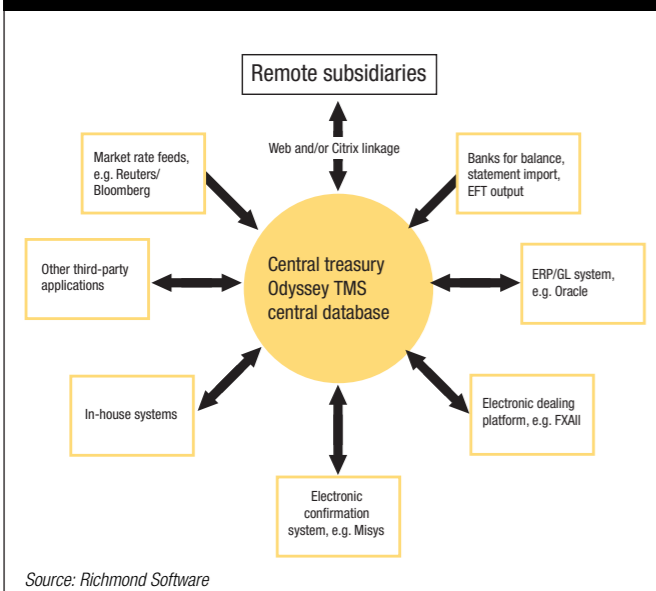 Remote subsidiaries
Web and/or Citrix linkage
Market rate feeds,
e.g. Reuters/
Bloomberg
Banks for balance,
statement import,
EFT output
Other third-party
applications
Central treasury
Odyssey TMS
central database
ERP/GL system,
e.g. Oracle
In-house systems
Electronic dealing
platform, e.g. FXAll
Electronic
confirmation
system, e.g. Misys
Source: Richmond Software